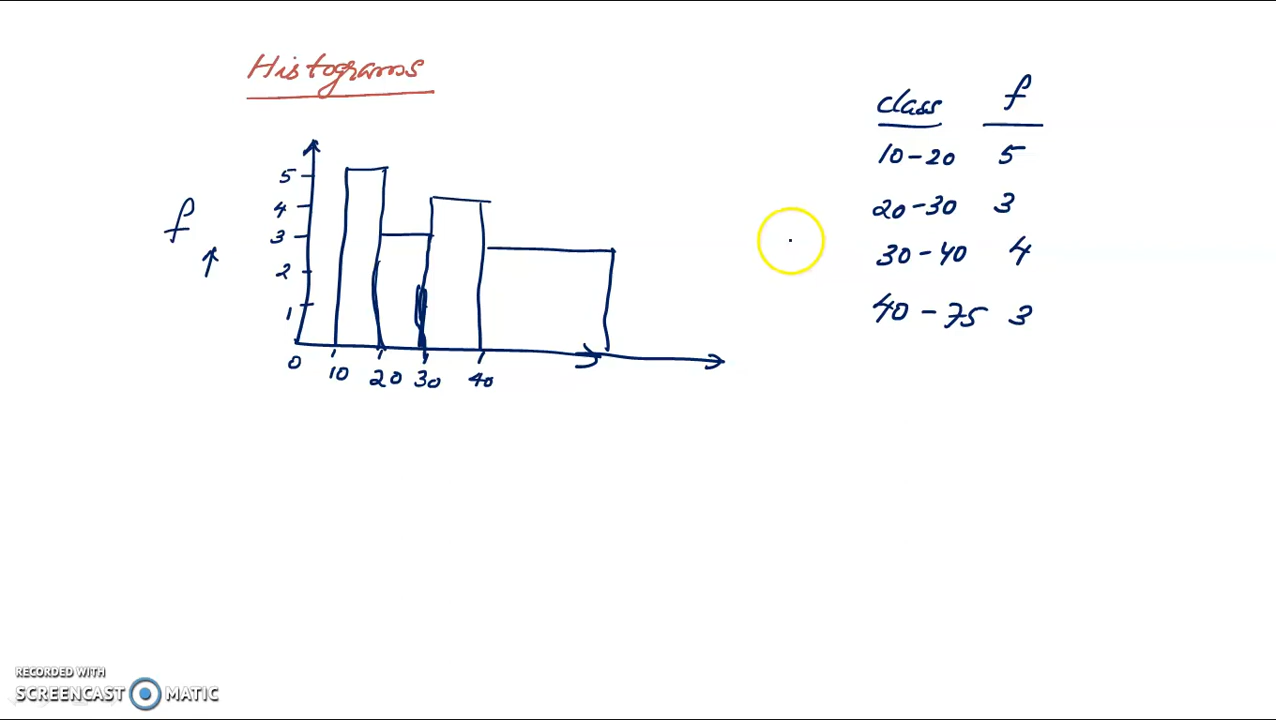 Histograms
class f
10-20 5
20-30 3
30-40 4
40-75 3
f
5
4
3
2
1
0 10 20 30 40
RECORDED WITH
SCREENCAST MATIC